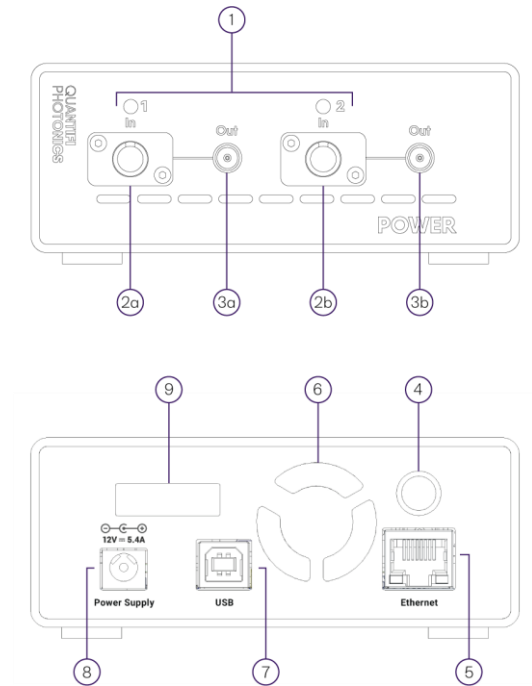 1
QUANTIFI
PHOTONICS
1
2
In
Out
In
Out
POWER
2a
3a
2b
3b
9
6
4
12V = 5.4A
Power Supply
USB
Ethernet
8
7
5